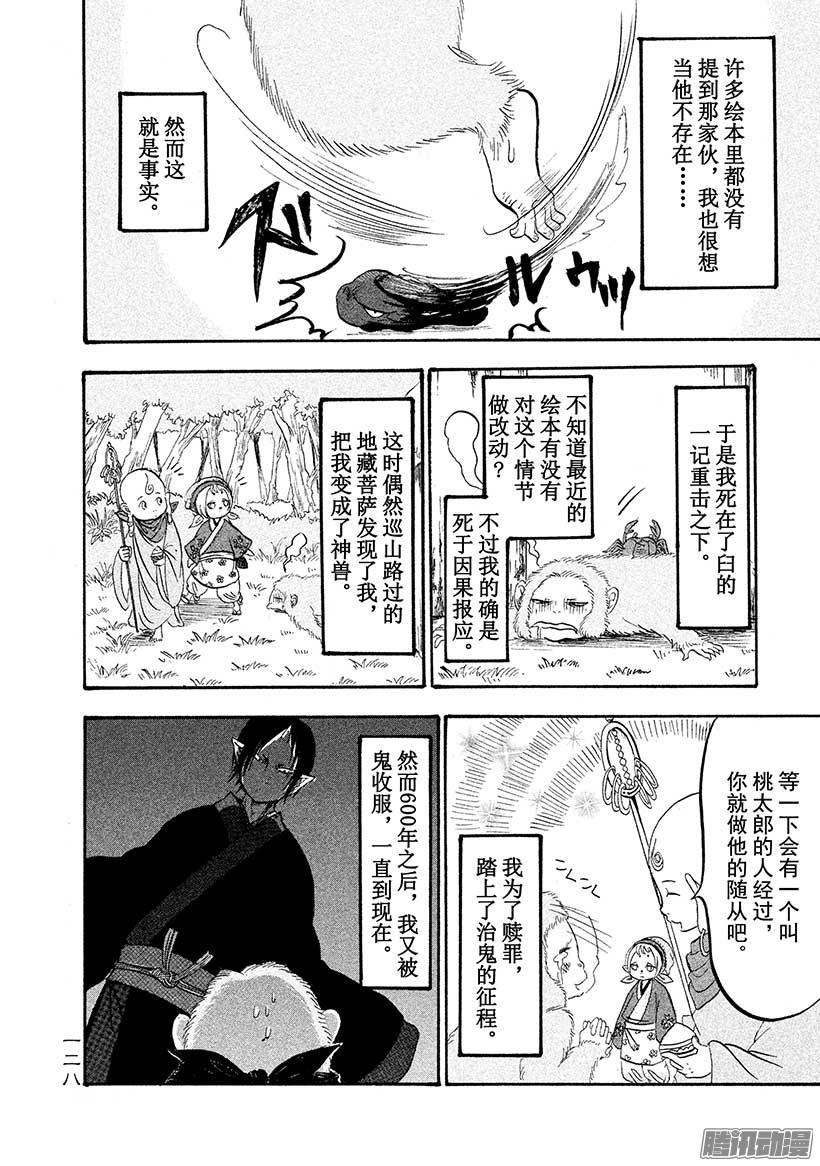 许多绘本里都没有
提到那家伙，我也很想
当他不存在……
然而这
就是事实。
ズ
ド
ルウッ
于是我死在了臼的
一记重击之下。
不知道最近的
绘本有没有
对这个情节
做改动？
不过我的确是
死于因果报应。
这时偶然巡山路过的
地藏菩萨发现了我，
把我变成了神兽。
等一下会有一个叫
桃太郎的人经过，
你就做他的随从吧。
我为了赎罪，
踏上了治鬼的征程。
然而600年之后，我又被
鬼收服，一直到现在。
一二八
腾讯动漫